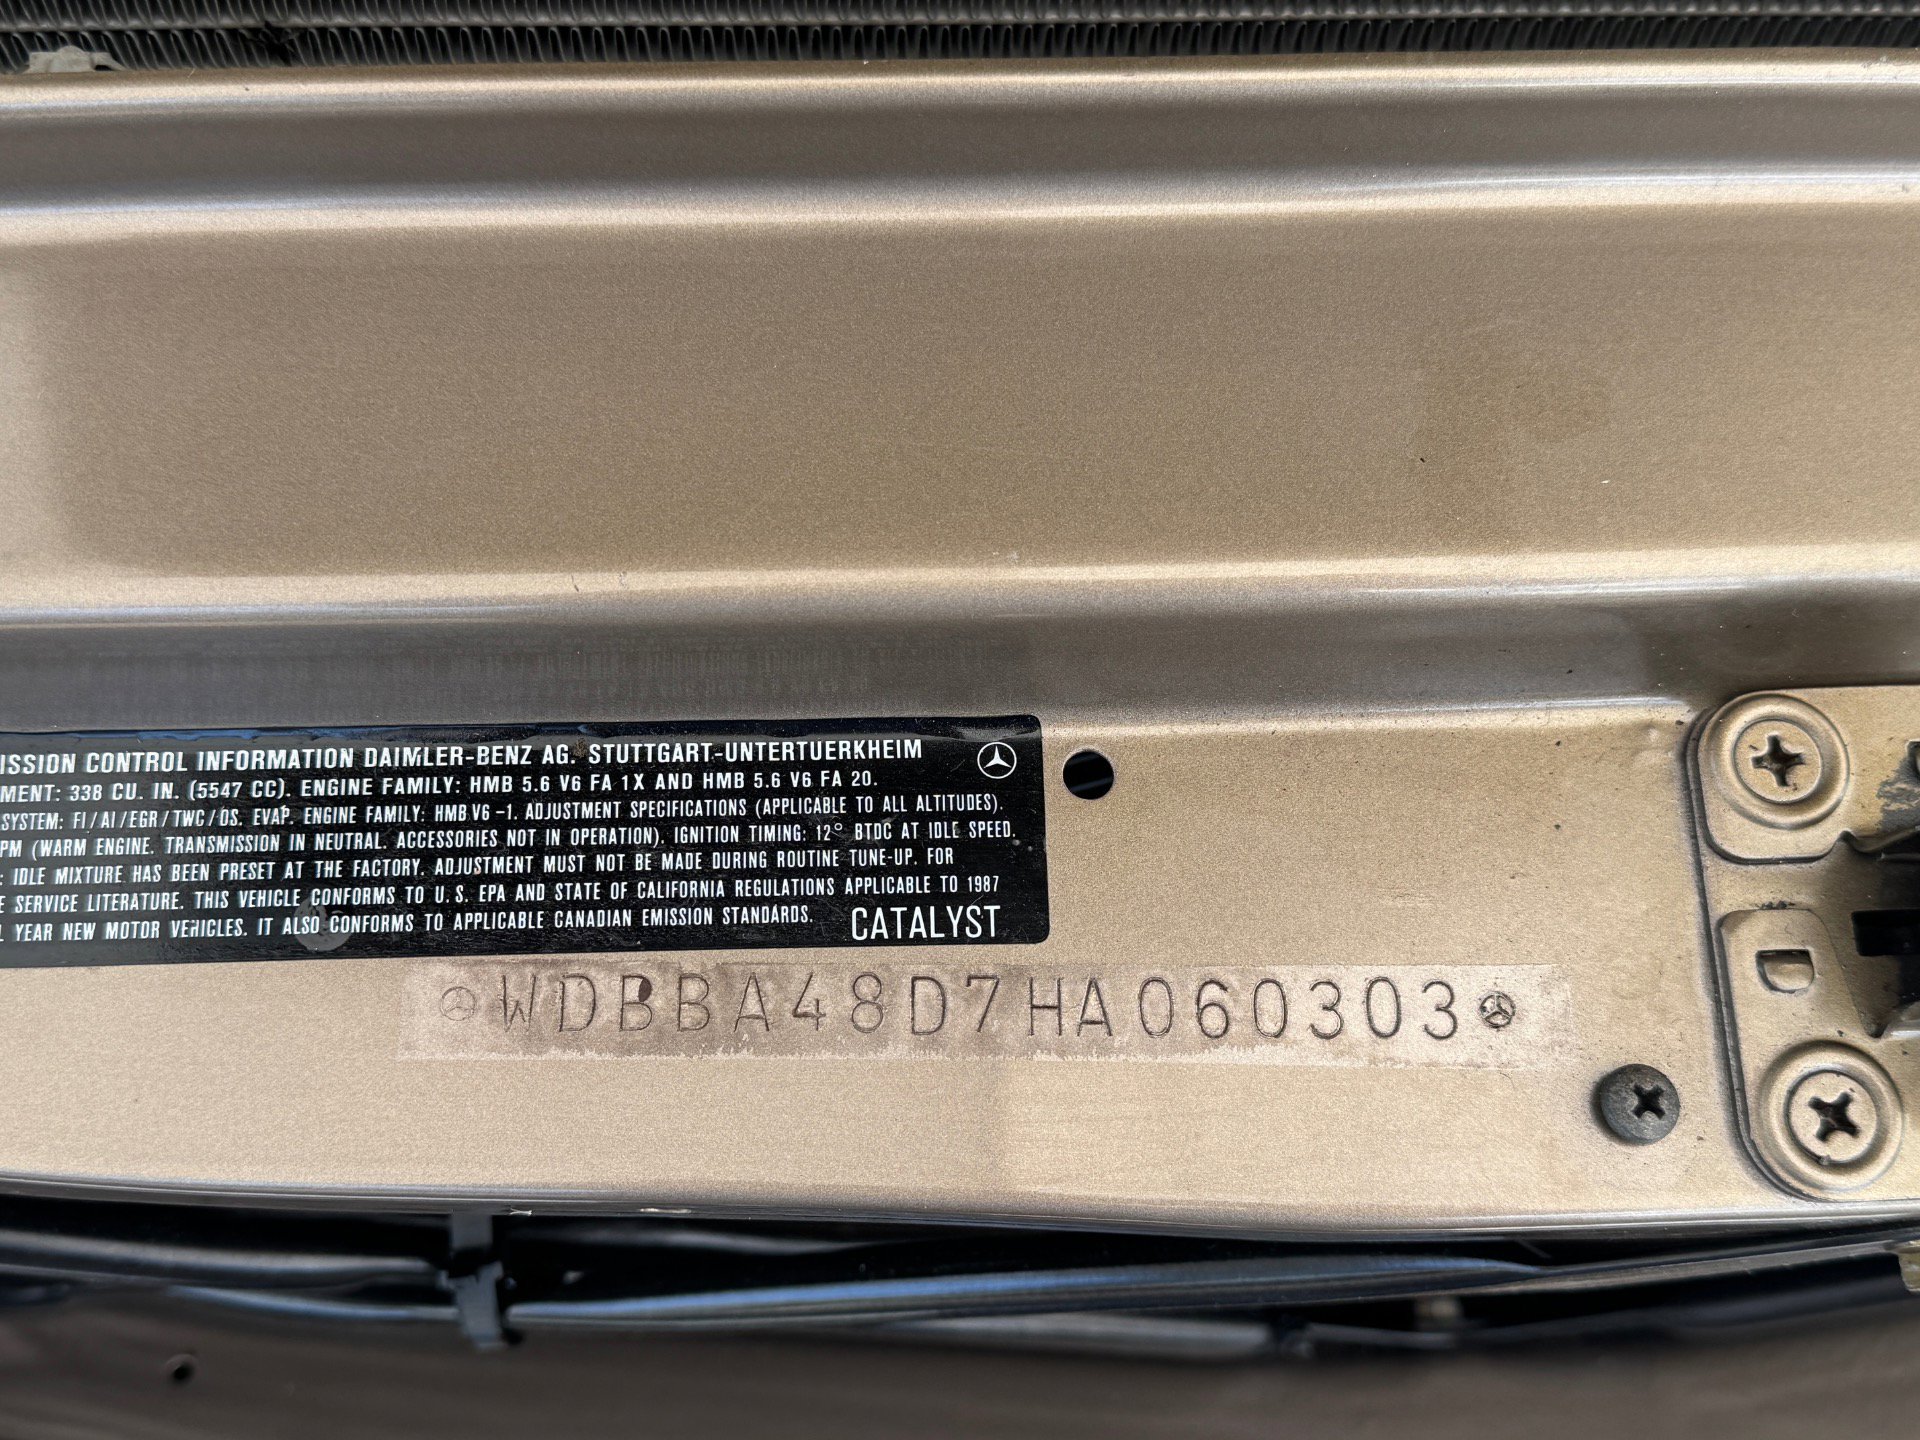 ISSION CONTROL INFORMATION DAIMLER-BENZ AG. STUTTGART-UNTERTUERKHEIM
MENT: 338 CU. IN. (5547 CC). ENGINE FAMILY: HMB 5.6 V6 FA 1X AND HMB 5.6 V6 FA 20.
SYSTEM: FI/AI/EGR/TWC/OS. EVAP. ENGINE FAMILY: HMB V6-1. ADJUSTMENT SPECIFICATIONS (APPLICABLE TO ALL ALTITUDES).
PM (WARM ENGINE. TRANSMISSION IN NEUTRAL. ACCESSORIES NOT IN OPERATION). IGNITION TIMING: 12° BTDC AT IDLE SPEED.
: IDLE MIXTURE HAS BEEN PRESET AT THE FACTORY. ADJUSTMENT MUST NOT BE MADE DURING ROUTINE TUNE-UP. FOR
E SERVICE LITERATURE. THIS VEHICLE CONFORMS TO U.S. EPA AND STATE OF CALIFORNIA REGULATIONS APPLICABLE TO 1987
L YEAR NEW MOTOR VEHICLES. IT ALSO CONFORMS TO APPLICABLE CANADIAN EMISSION STANDARDS. CATALYST
WDBBA48D7HA060303